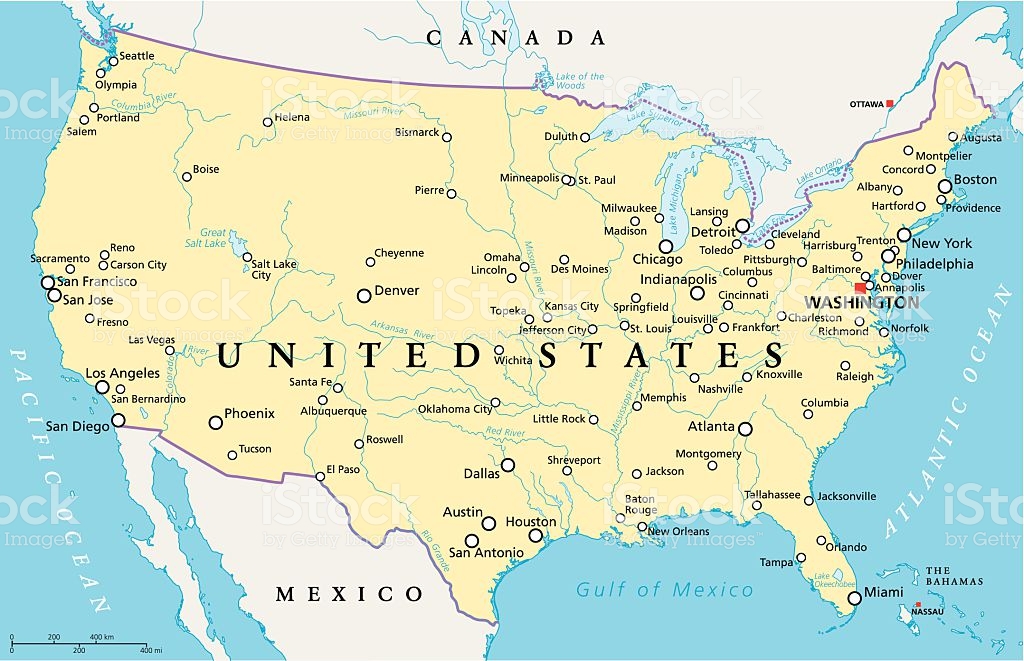 CANADA
Seattle
Olympia
Columbia River
Portland
Salem
Helena
Missouri River
Bismarck
Lake of the
Woods
Duluth
Lake Superior
OTTAWA
Augusta
Montpelier
Concord
Boise
Pierre
Minneapolis
St. Paul
Lake Michigan
Lake Huron
Lake Ontario
Albany
Boston
Hartford
Providence
Milwaukee
Madison
Lansing
Detroit
Erie
Cleveland
Toledo
Harrisburg
Trenton
New York
Great
Salt Lake
Reno
Sacramento
Carson City
Salt Lake
City
Cheyenne
Omaha
Lincoln
Missouri River
Des Moines
Chicago
Pittsburgh
Philadelphia
Baltimore
Dover
Annapolis
San Francisco
San Jose
Denver
Indianapolis
Columbus
Cincinnati
WASHINGTON
Fresno
Topeka
Kansas City
Jefferson City
Springfield
St. Louis
Louisville
Frankfort
Charleston
Richmond
Norfolk
Las Vegas
Colorado River
Arkansas River
UNITED STATES
Wichita
Los Angeles
San Bernardino
Santa Fe
Albuquerque
Nashville
Knoxville
Raleigh
San Diego
Phoenix
Oklahoma City
Little Rock
Memphis
Mississippi River
Columbia
Tucson
Roswell
Red River
Atlanta
El Paso
Dallas
Shreveport
Jackson
Montgomery
Austin
Houston
San Antonio
Baton
Rouge
New Orleans
Tallahassee
Jacksonville
Rio Grande
Orlando
Tampa
Lake
Okeechobee
Miami
THE
BAHAMAS
NASSAU
MEXICO
Gulf of Mexico
PACIFIC OCEAN
ATLANTIC OCEAN
0 200 400 km
0 200 400 mi
iStock
by Getty Images